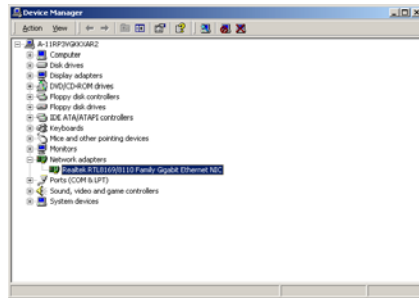 Device Manager
Action View
A-11RP3VGKXXAR2
Computer
Disk drives
Display adapters
DVD/CD-ROM drives
Floppy disk controllers
Floppy disk drives
IDE ATA/ATAPI controllers
Keyboards
Mice and other pointing devices
Monitors
Network adapters
Realtek RTL8169/8110 Family Gigabit Ethernet NIC
Ports (COM & LPT)
Sound, video and game controllers
System devices